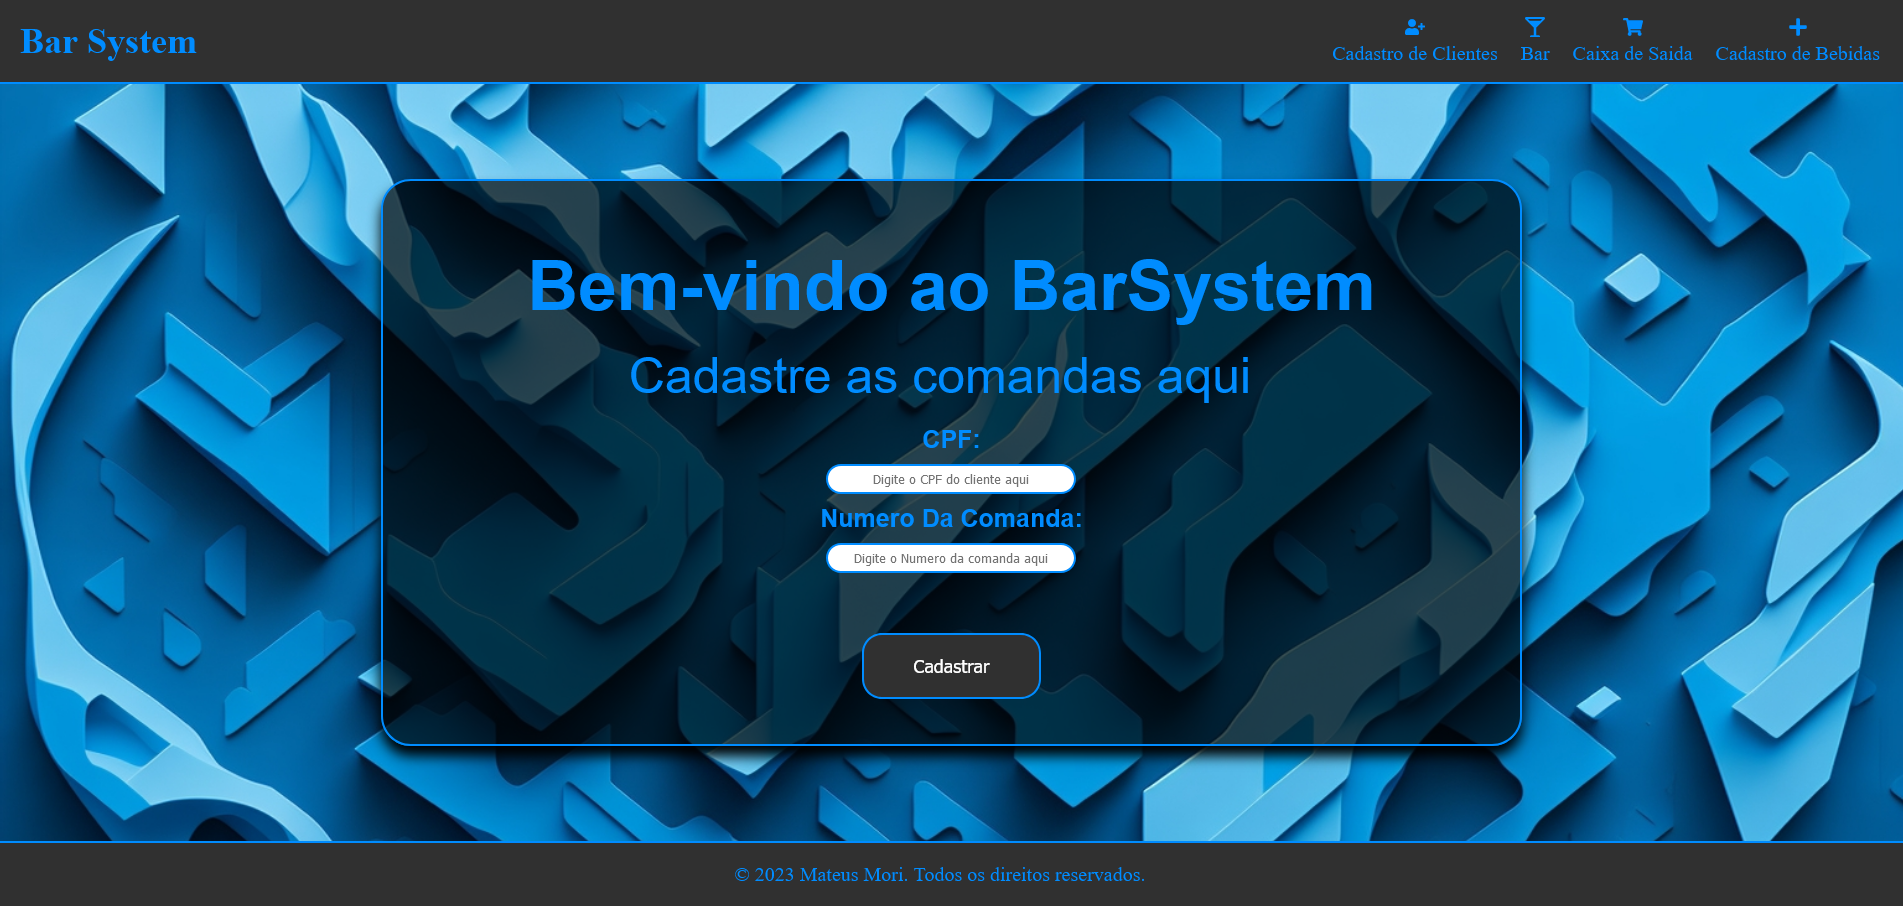 Bar System
Cadastro de Clientes
Bar
Caixa de Saida
Cadastro de Bebidas
Bem-vindo ao BarSystem
Cadastre as comandas aqui
CPF:
Digite o CPF do cliente aqui
Numero Da Comanda:
Digite o Numero da comanda aqui
Cadastrar
© 2023 Mateus Mori. Todos os direitos reservados.